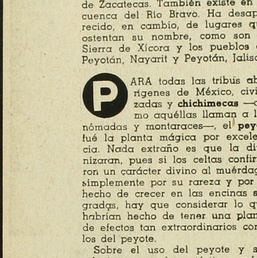 de Zacatecas. También existe en
cuenca del Río Bravo. Ha desap
recido, en cambio, de lugares q
ostentan su nombre, como son
Sierra de Xícora y los pueblos
Peyotán, Nayarit y Peyotán, Jalisc
PARA todas las tribus ab
rígenes de México, civi
zadas y chichimecas —c
mo aquéllas llaman a l
nómadas y montaraces—, el pey
fué la planta mágica por excele
cia. Nada extraño es que la di
nizaran, pues si los celtas confir
ron un carácter divino al muérda
simplemente por su rareza y por
hecho de crecer en las encinas s
gradas, hay que considerar lo q
habrían hecho de tener una plan
de efectos tan extraordinarios con
los del peyote.
Sobre el uso del peyote y s